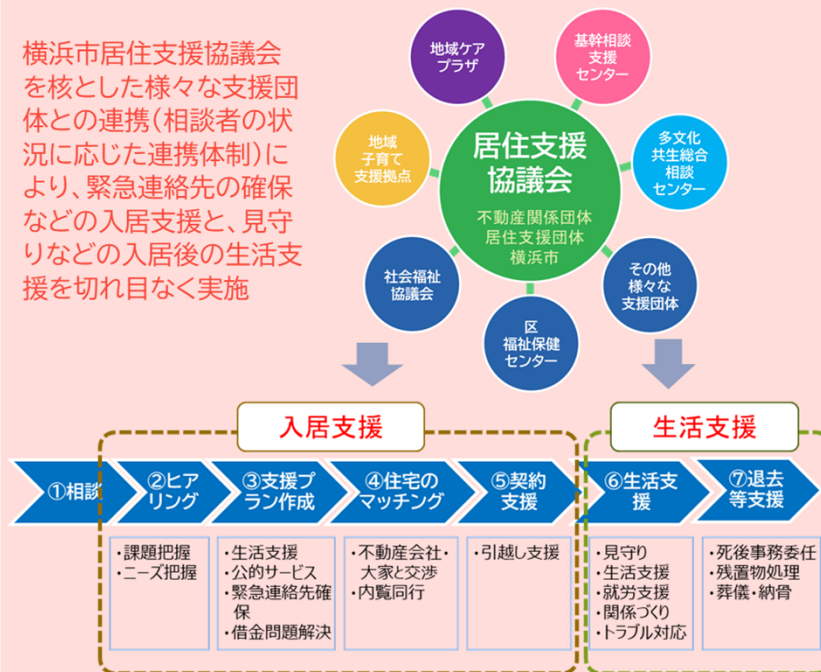 横浜市居住支援協議会
を核とした様々な支援団
体との連携(相談者の状
況に応じた連携体制)に
より、緊急連絡先の確保
などの入居支援と、見守
りなどの入居後の生活支
援を切れ目なく実施
地域ケア
プラザ
基幹相談
支援
センター
地域
子育て
支援拠点
居住支援
協議会
不動産関係団体
居住支援団体
横浜市
多文化
共生総合
相談
センター
社会福祉
協議会
区
福祉保健
センター
その他
様々な
支援団体
入居支援
生活支援
①相談
②ヒア
リング
③支援プ
ラン作成
④住宅の
マッチング
⑤契約
支援
⑥生活支
援
⑦退去
等支援
・課題把握
・ニーズ把握
・生活支援
・公的サービス
・緊急連絡先確
保
・借金問題解決
・不動産会社・
大家と交渉
・内覧同行
・引越し支援
・見守り
・生活支援
・就労支援
・関係づくり
・トラブル対応
・死後事務委任
・残置物処理
・葬儀・納骨